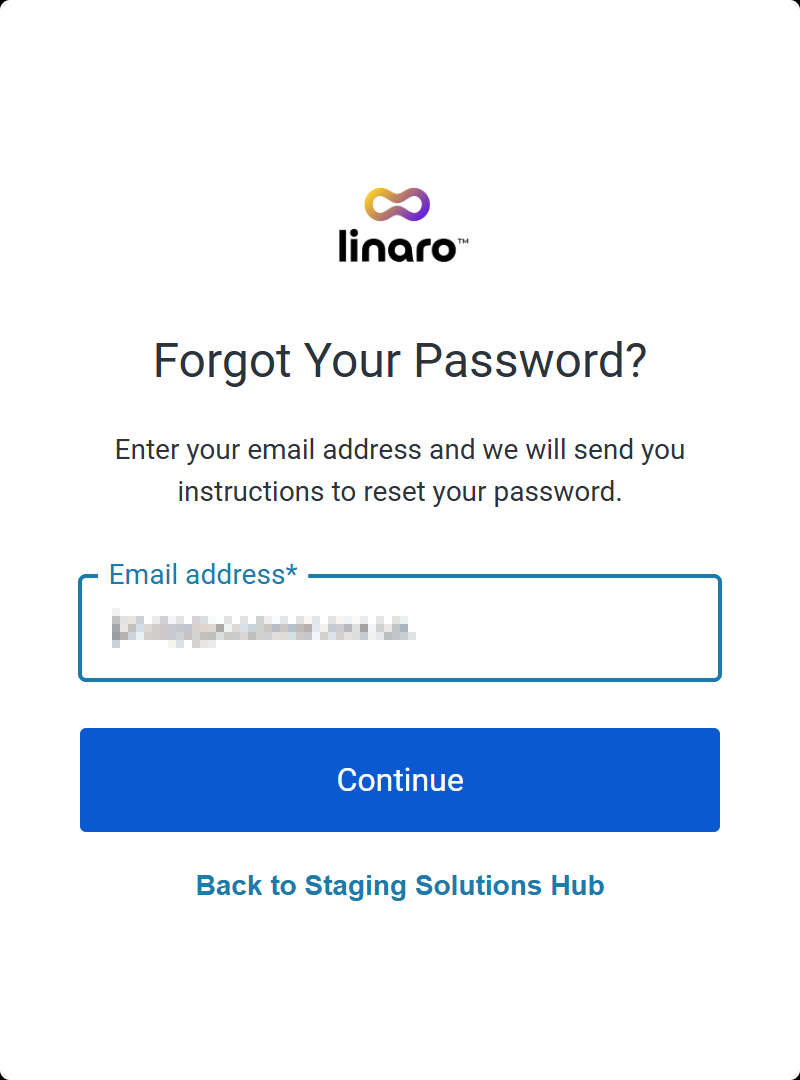 linaro™
Forgot Your Password?
Enter your email address and we will send you
instructions to reset your password.
Email address*
Continue
Back to Staging Solutions Hub